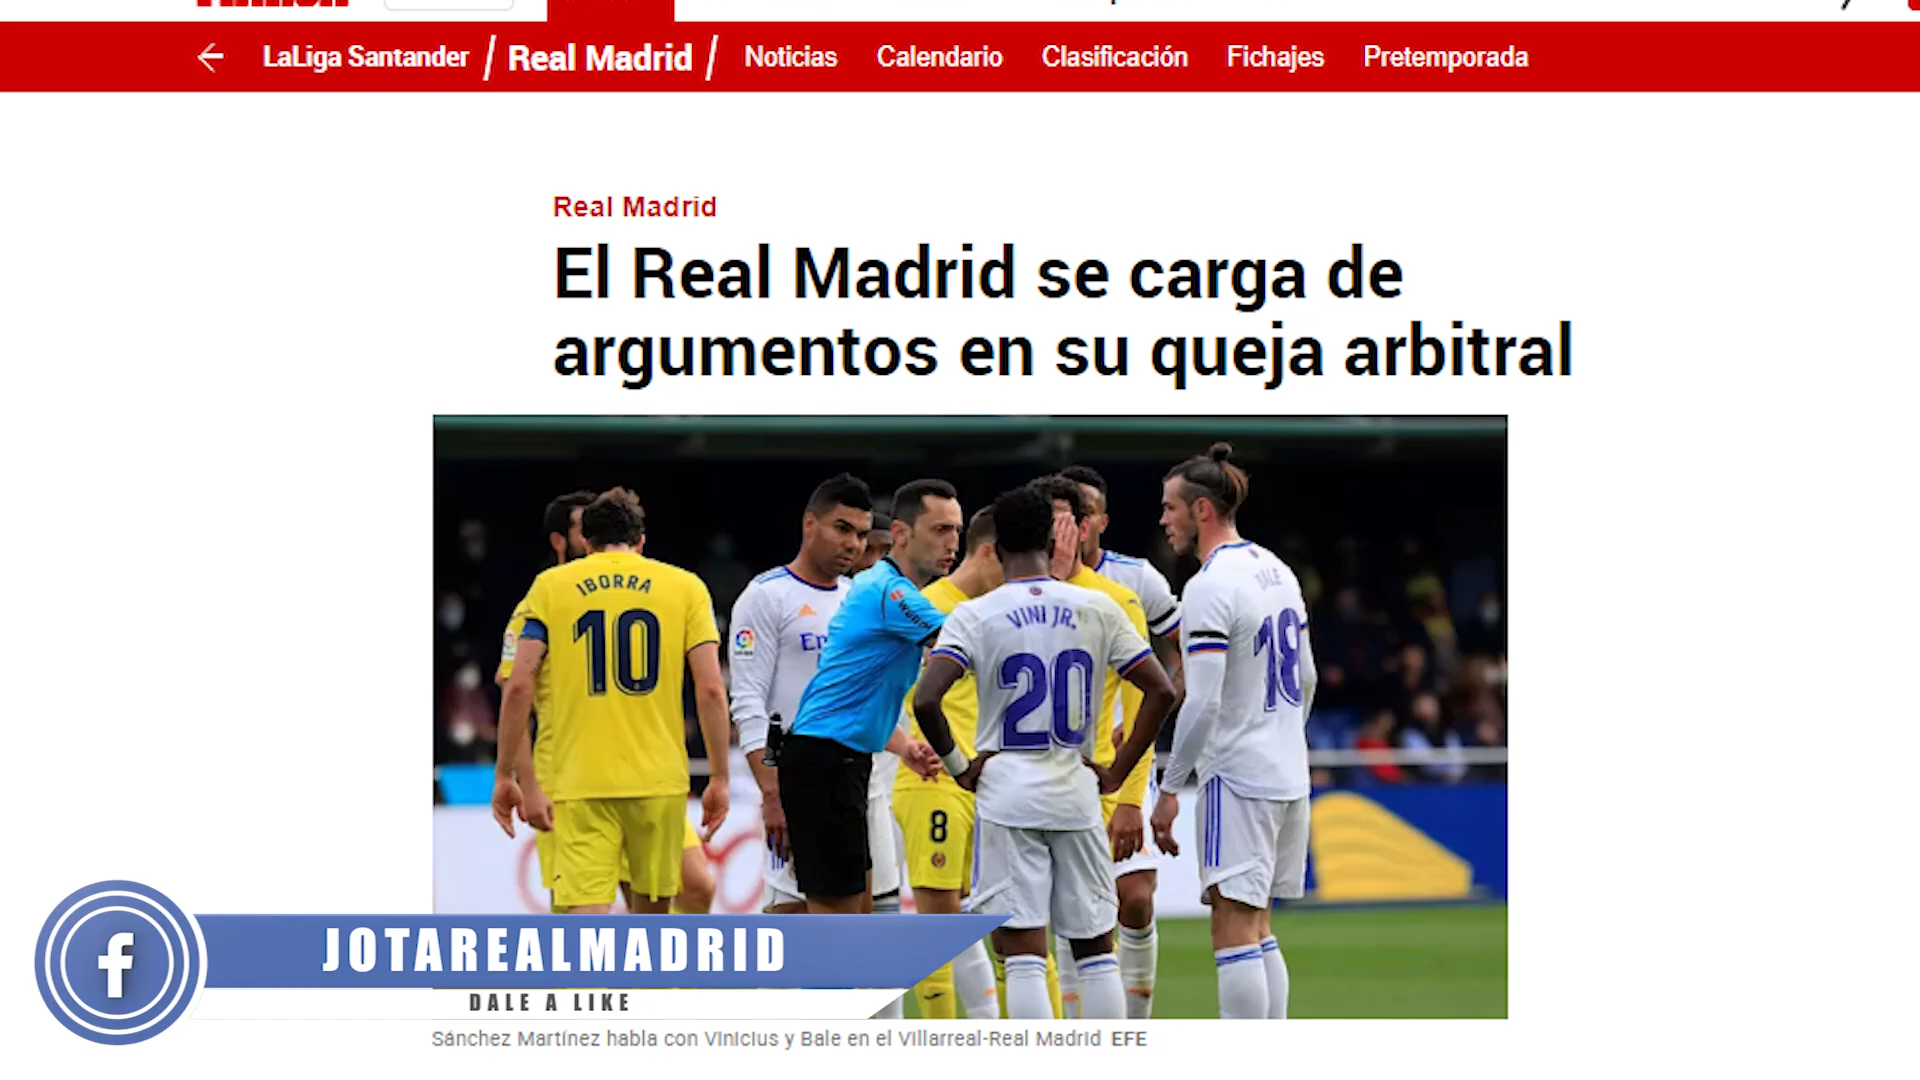 LaLiga Santander / Real Madrid / Noticias Calendario Clasificación Fichajes Pretemporada
Real Madrid
El Real Madrid se carga de
argumentos en su queja arbitral
IBORRA
10
VINI JR.
20
BALE
18
8
f
JOTAREALMADRID
DALE A LIKE
Sánchez Martínez habla con Vinicius y Bale en el Villarreal-Real Madrid EFE